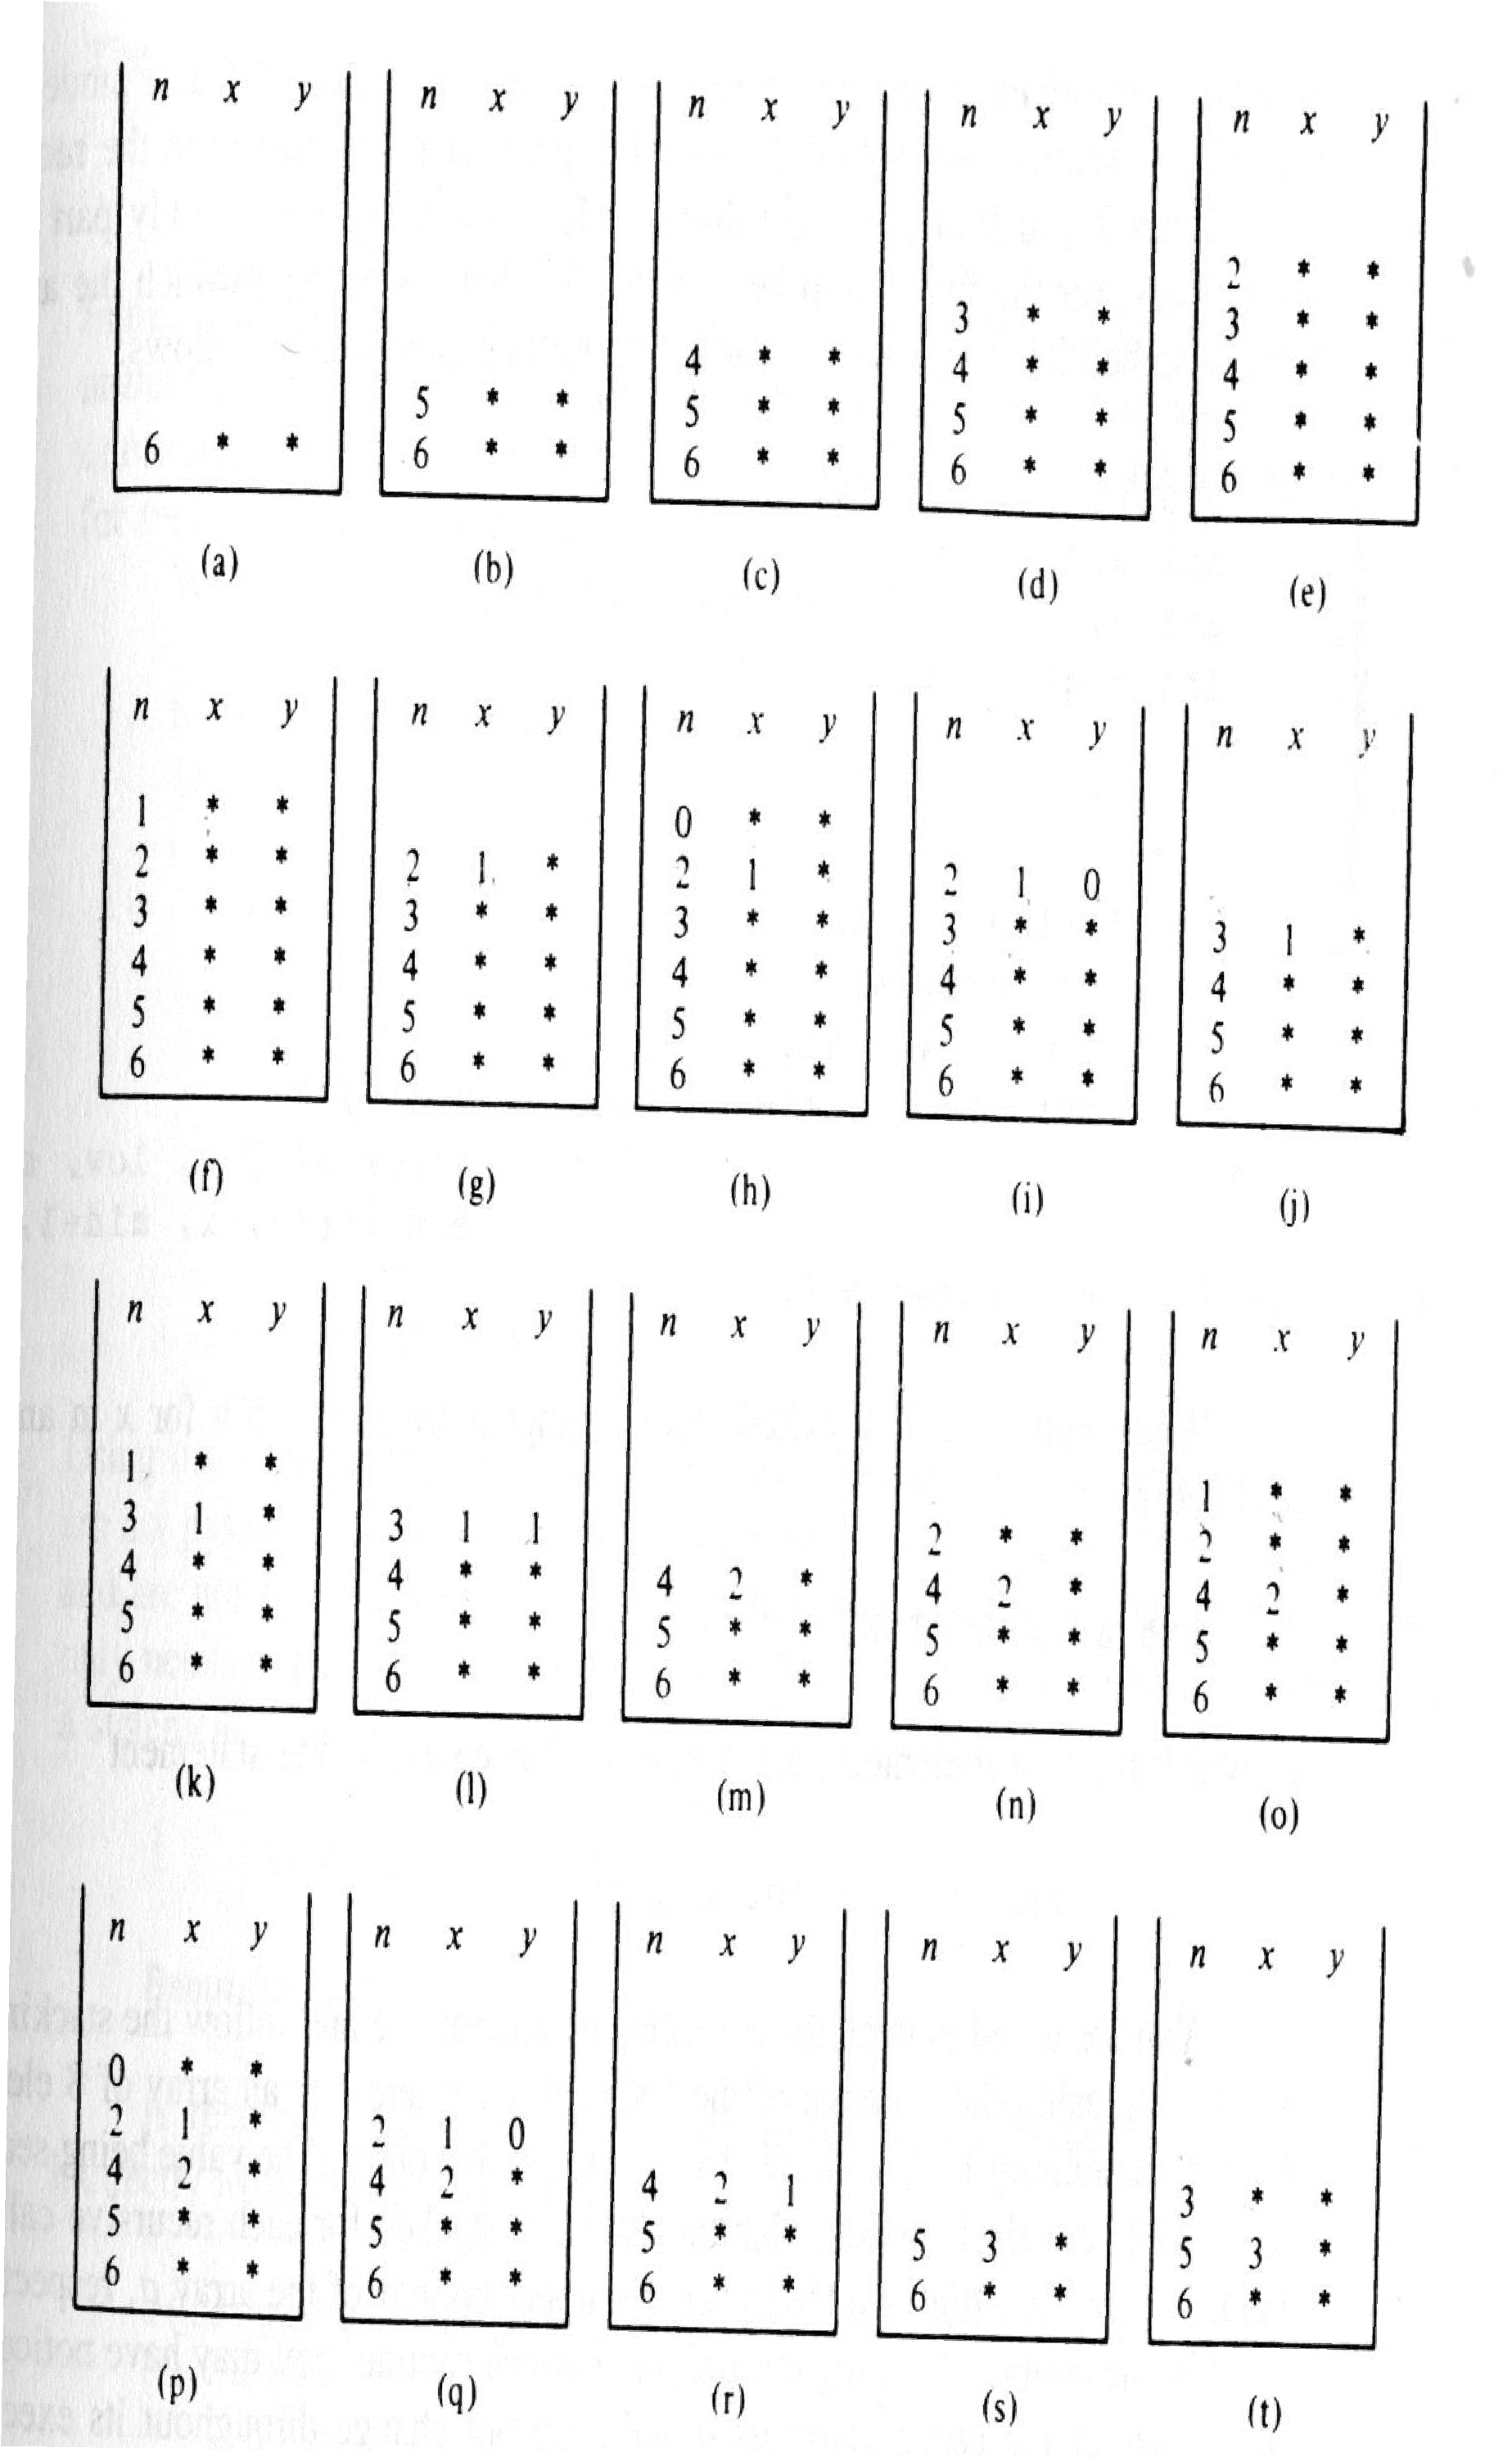 n x y
6 * *
(a)
n x y
5 * *
6 * *
(b)
n x y
4 * *
5 * *
6 * *
(c)
n x y
3 * *
4 * *
5 * *
6 * *
(d)
n x y
2 * *
3 * *
4 * *
5 * *
6 * *
(e)
n x y
1 * *
2 * *
3 * *
4 * *
5 * *
6 * *
(f)
n x y
2 1 *
3 * *
4 * *
5 * *
6 * *
(g)
n x y
0 * *
2 1 *
3 * *
4 * *
5 * *
6 * *
(h)
n x y
2 1 0
3 * *
4 * *
5 * *
6 * *
(i)
n x y
3 1 *
4 * *
5 * *
6 * *
(j)
n x y
1 * *
3 1 *
4 * *
5 * *
6 * *
(k)
n x y
3 1 1
4 * *
5 * *
6 * *
(l)
n x y
4 2 *
5 * *
6 * *
(m)
n x y
2 * *
4 2 *
5 * *
6 * *
(n)
n x y
1 * *
2 * *
4 2 *
5 * *
6 * *
(o)
n x y
0 * *
2 1 *
4 2 *
5 * *
6 * *
(p)
n x y
2 1 0
4 2 *
5 * *
6 * *
(q)
n x y
4 2 1
5 * *
6 * *
(r)
n x y
5 3 *
6 * *
(s)
n x y
3 * *
5 3 *
6 * *
(t)